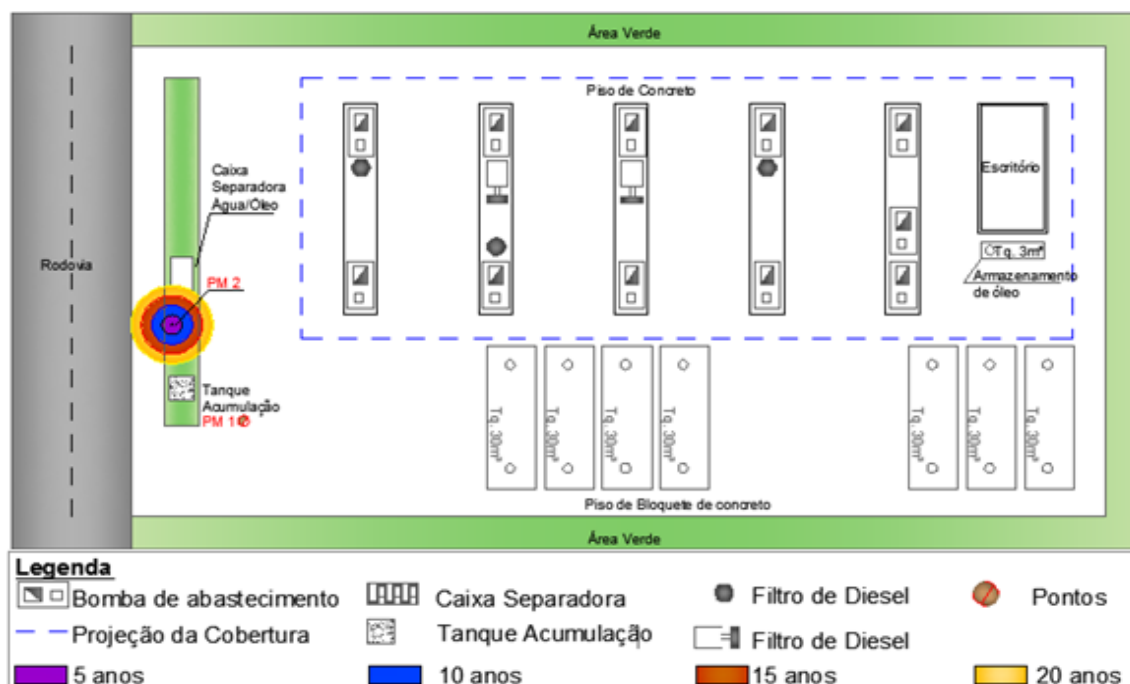 Área Verde
Piso de Concreto
Caixa
Separadora
Água/Óleo
Escritório
Rodovia
Tq. 3m³
PM 2
Armazenamento
de óleo
Tanque
Acumulação
PM 1
Tq. 30m³
Tq. 30m³
Tq. 30m³
Tq. 30m³
Tq. 30m³
Tq. 30m³
Tq. 30m³
Piso de Bloquete de concreto
Área Verde
Legenda
Bomba de abastecimento
Caixa Separadora
Filtro de Diesel
Pontos
Projeção da Cobertura
Tanque Acumulação
Filtro de Diesel
5 anos
10 anos
15 anos
20 anos